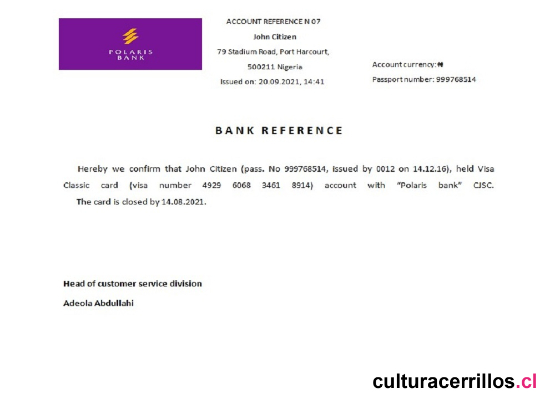 POLARIS
BANK
ACCOUNT REFERENCE N 07
John Citizen
79 Stadium Road, Port Harcourt,
500211 Nigeria
Issued on: 20.09.2021, 14:41
Account currency: ₦
Passport number: 999768514
BANK REFERENCE
Hereby we confirm that John Citizen (pass. No 999768514, issued by 0012 on 14.12.16), held Visa
Classic card (visa number 4929 6068 3461 8914) account with "Polaris bank" CJSC.
The card is closed by 14.08.2021.
Head of customer service division
Adeola Abdullahi
culturacerrillos.cl